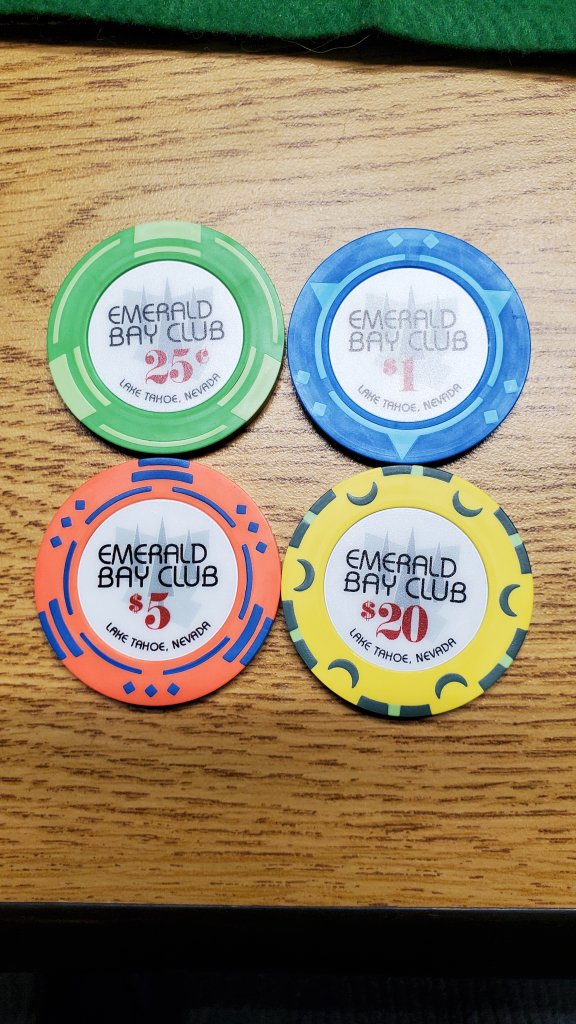 EMERALD
BAY CLUB
25¢
LAKE TAHOE, NEVADA
EMERALD
BAY CLUB
$1
LAKE TAHOE, NEVADA
EMERALD
BAY CLUB
$5
LAKE TAHOE, NEVADA
EMERALD
BAY CLUB
$20
LAKE TAHOE, NEVADA